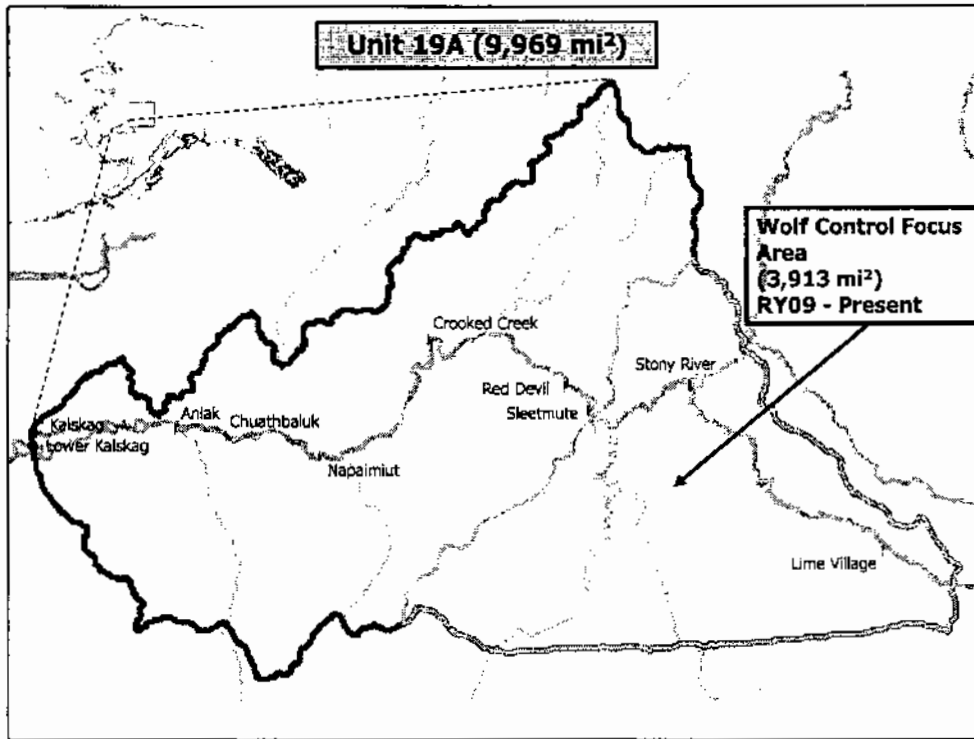 Unit 19A (9,969 mi²)
Wolf Control Focus
Area
(3,913 mi²)
RY09 - Present
Crooked Creek
Stony River
Red Devil
Sleetmute
Kalskag
Aniak
Chuathbaluk
Lower Kalskag
Napaimiut
Lime Village